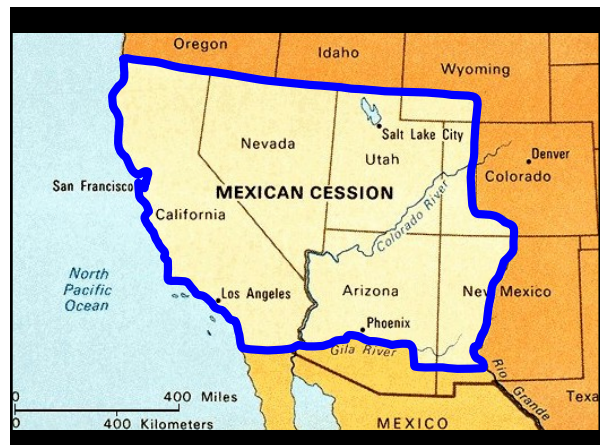 Oregon
Idaho
Wyoming
Nevada
Salt Lake City
Utah
Denver
Colorado
San Francisco
MEXICAN CESSION
California
Colorado River
North
Pacific
Ocean
Los Angeles
Arizona
New Mexico
Phoenix
Gila River
Rio Grande
0 400 Miles
0 400 Kilometers
MEXICO
Texa